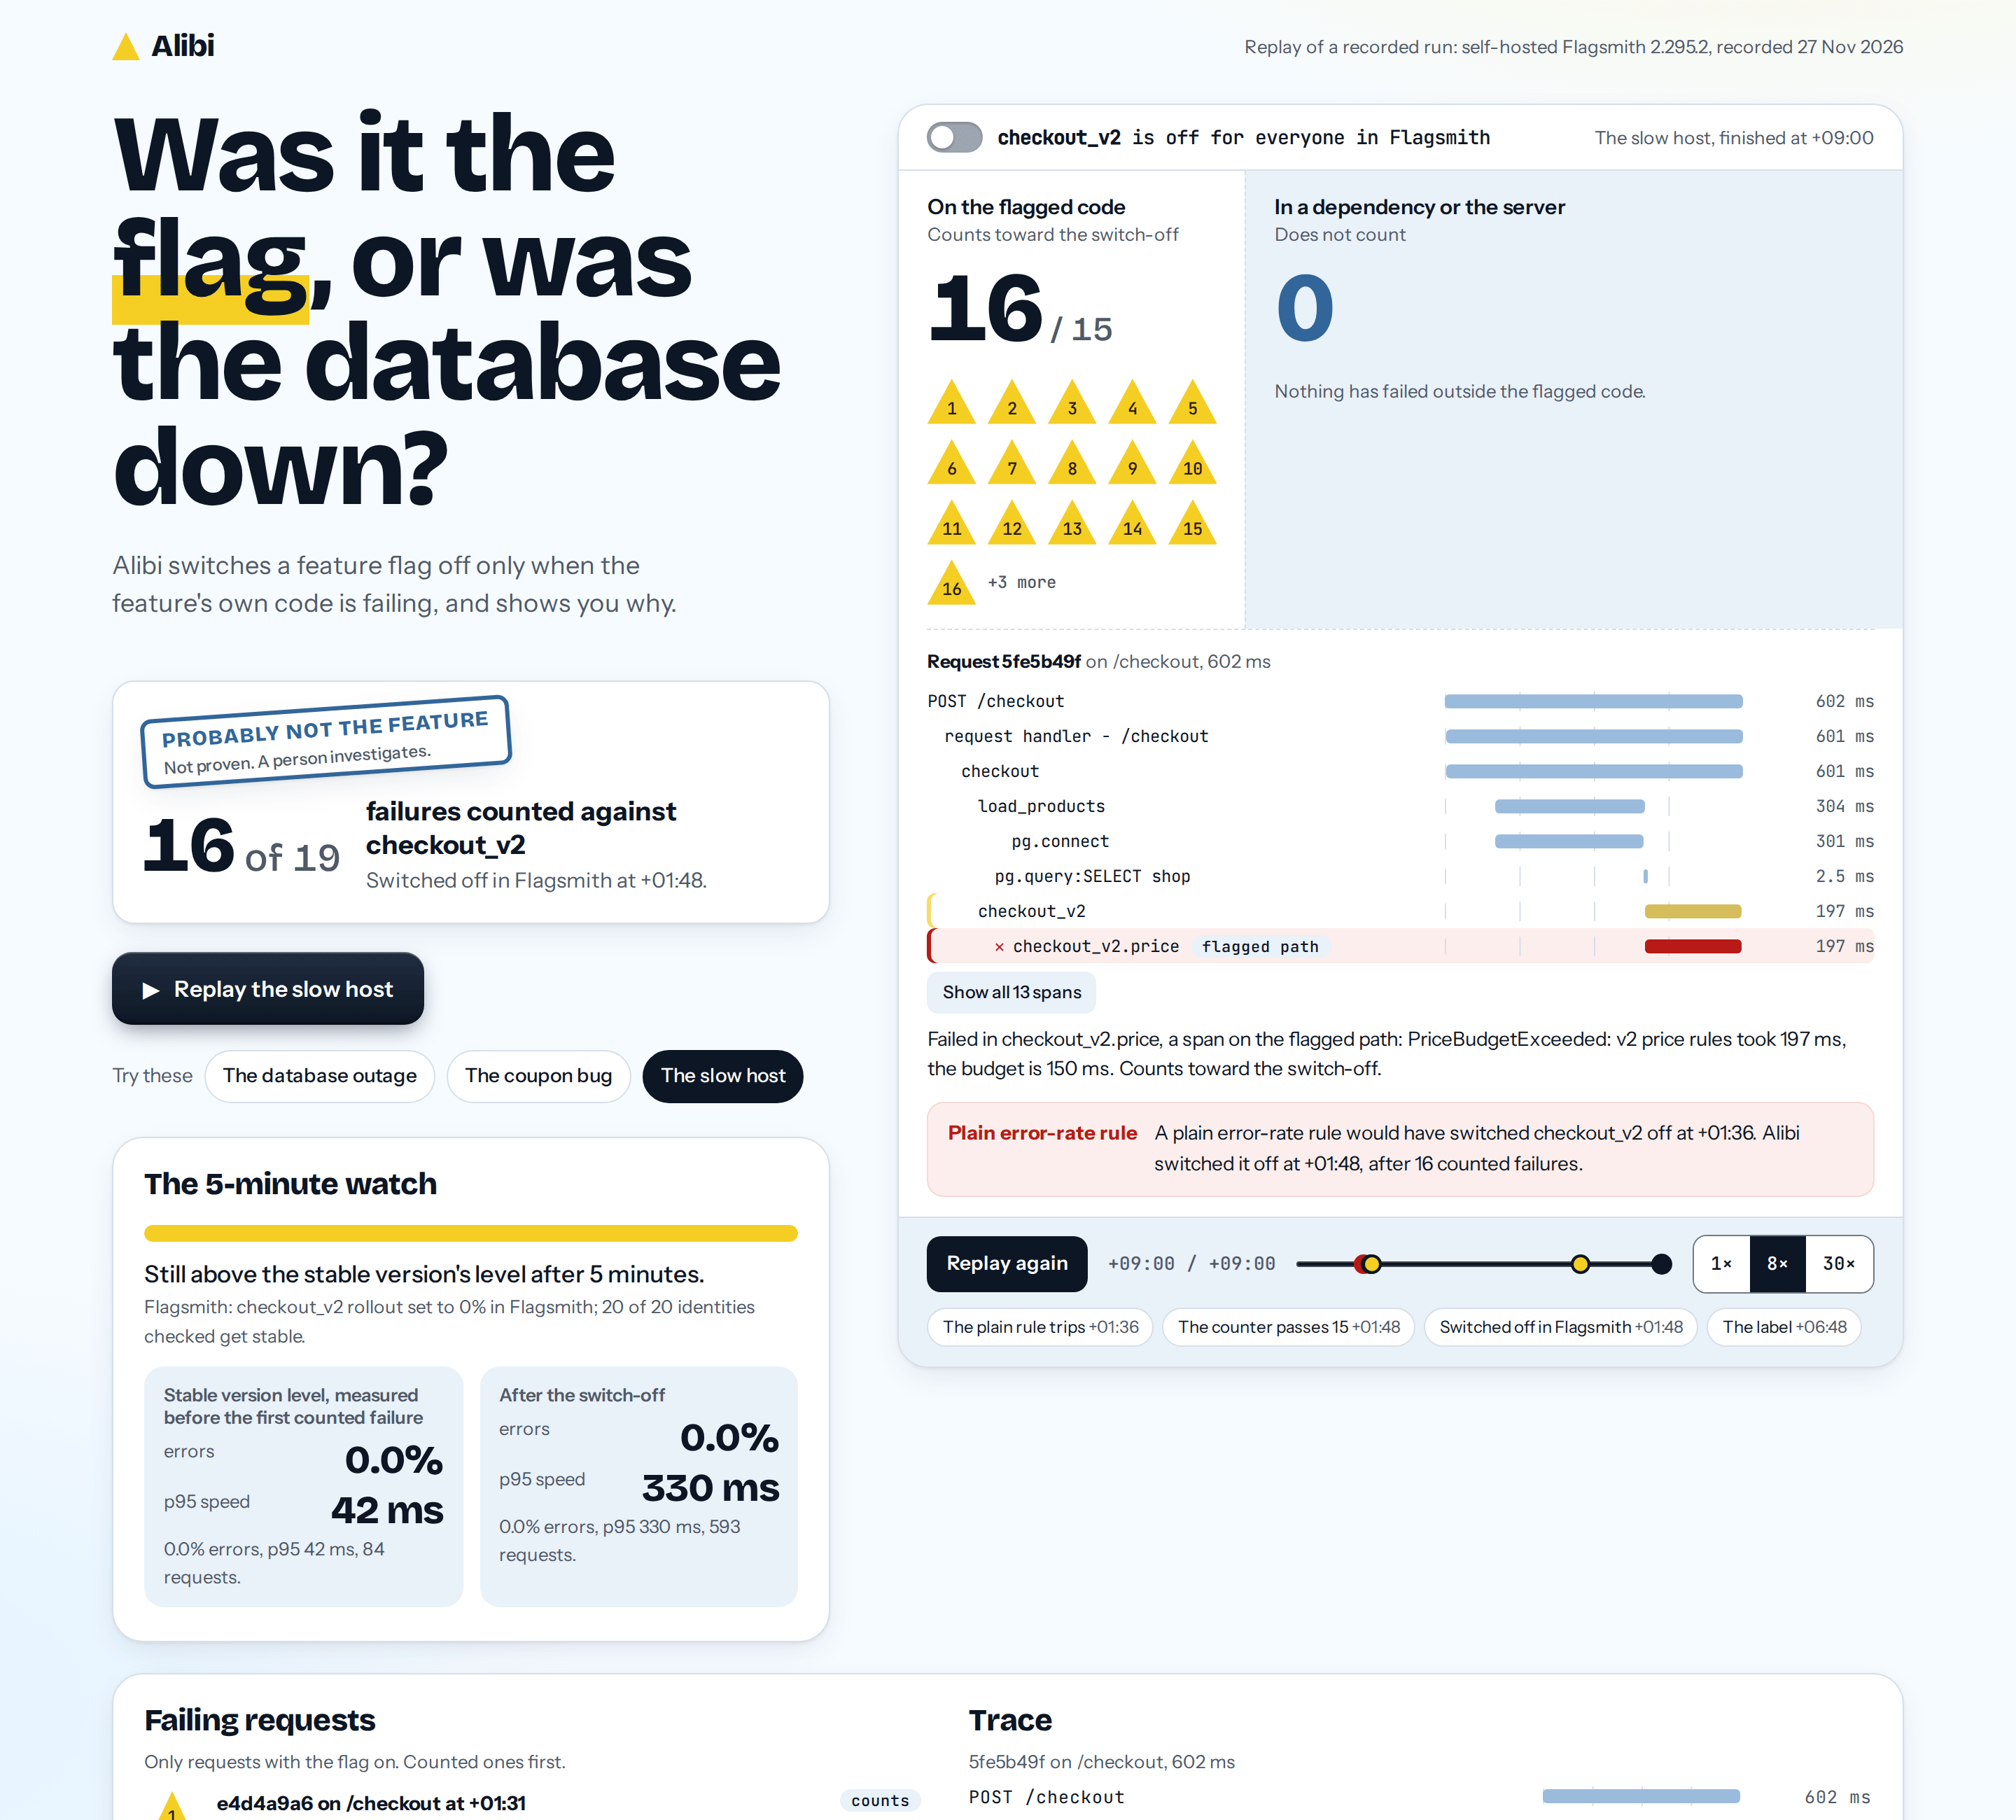 Alibi
Replay of a recorded run: self-hosted Flagsmith 2.295.2, recorded 27 Nov 2026
Was it the
flag, or was
the database
down?
Alibi switches a feature flag off only when the
feature's own code is failing, and shows you why.
PROBABLY NOT THE FEATURE
Not proven. A person investigates.
16 of 19
failures counted against
checkout_v2
Switched off in Flagsmith at +01:48.
▶ Replay the slow host
Try these
The database outage
The coupon bug
The slow host
The 5-minute watch
Still above the stable version's level after 5 minutes.
Flagsmith: checkout_v2 rollout set to 0% in Flagsmith; 20 of 20 identities
checked get stable.
Stable version level, measured
before the first counted failure
errors 0.0%
p95 speed 42 ms
0.0% errors, p95 42 ms, 84
requests.
After the switch-off
errors 0.0%
p95 speed 330 ms
0.0% errors, p95 330 ms, 593
requests.
checkout_v2 is off for everyone in Flagsmith
The slow host, finished at +09:00
On the flagged code
Counts toward the switch-off
16 / 15
1 2 3 4 5
6 7 8 9 10
11 12 13 14 15
16 +3 more
In a dependency or the server
Does not count
0
Nothing has failed outside the flagged code.
Request 5fe5b49f on /checkout, 602 ms
POST /checkout 602 ms
request handler - /checkout 601 ms
checkout 601 ms
load_products 304 ms
pg.connect 301 ms
pg.query:SELECT shop 2.5 ms
checkout_v2 197 ms
× checkout_v2.price flagged path 197 ms
Show all 13 spans
Failed in checkout_v2.price, a span on the flagged path: PriceBudgetExceeded: v2 price rules took 197 ms,
the budget is 150 ms. Counts toward the switch-off.
Plain error-rate rule
A plain error-rate rule would have switched checkout_v2 off at +01:36. Alibi
switched it off at +01:48, after 16 counted failures.
Replay again
+09:00 / +09:00
1× 8× 30×
The plain rule trips +01:36
The counter passes 15 +01:48
Switched off in Flagsmith +01:48
The label +06:48
Failing requests
Only requests with the flag on. Counted ones first.
1
e4d4a9a6 on /checkout at +01:31
counts
Trace
5fe5b49f on /checkout, 602 ms
POST /checkout 602 ms